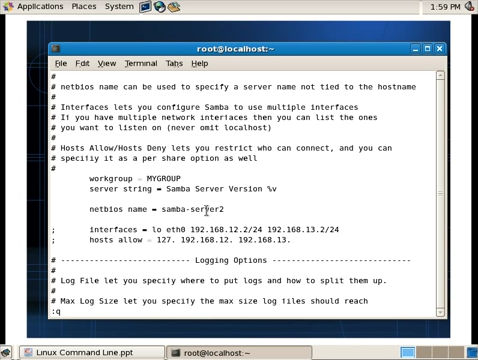 Applications Places System
1:59 PM
root@localhost:~
File Edit View Terminal Tabs Help
#
# netbios name can be used to specify a server name not tied to the hostname
#
# Interfaces lets you configure Samba to use multiple interfaces
# If you have multiple network interfaces then you can list the ones
# you want to listen on (never omit localhost)
#
# Hosts Allow/Hosts Deny lets you restrict who can connect, and you can
# specifiy it as a per share option as well
#
workgroup = MYGROUP
server string = Samba Server Version %v
netbios name = samba-server2
; interfaces = lo eth0 192.168.12.2/24 192.168.13.2/24
; hosts allow = 127. 192.168.12. 192.168.13.
# -------------------------- Logging Options -----------------------------
#
# Log File let you specify where to put logs and how to split them up.
#
# Max Log Size let you specify the max size log files should reach
:q
Linux Command Line.ppt
root@localhost:~